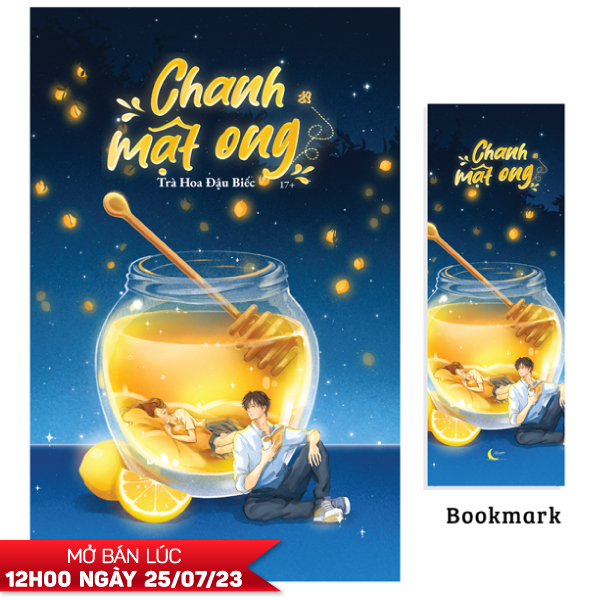 Chanh
mật ong
Trà Hoa Đậu Biếc
17+
Chanh
mật ong
Bookmark
MỞ BÁN LÚC
12H00 NGÀY 25/07/23